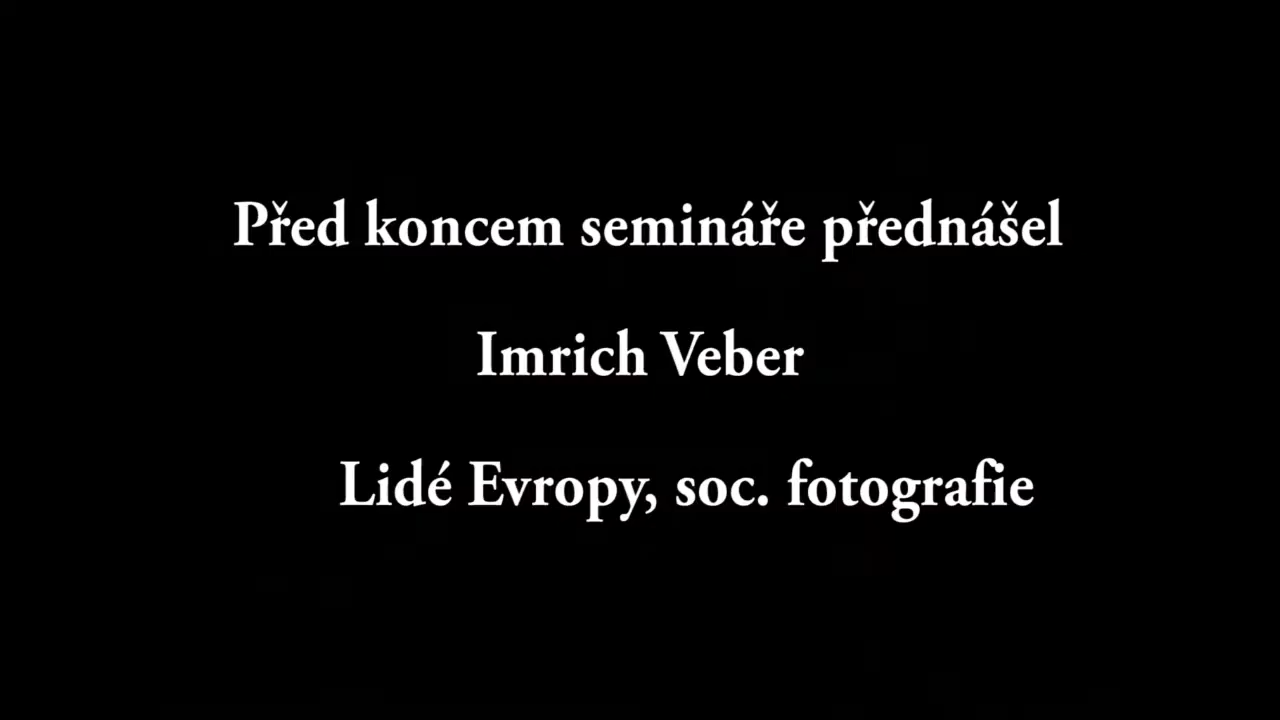 Před koncem semináře přednášel
Imrich Veber
Lidé Evropy, soc. fotografie